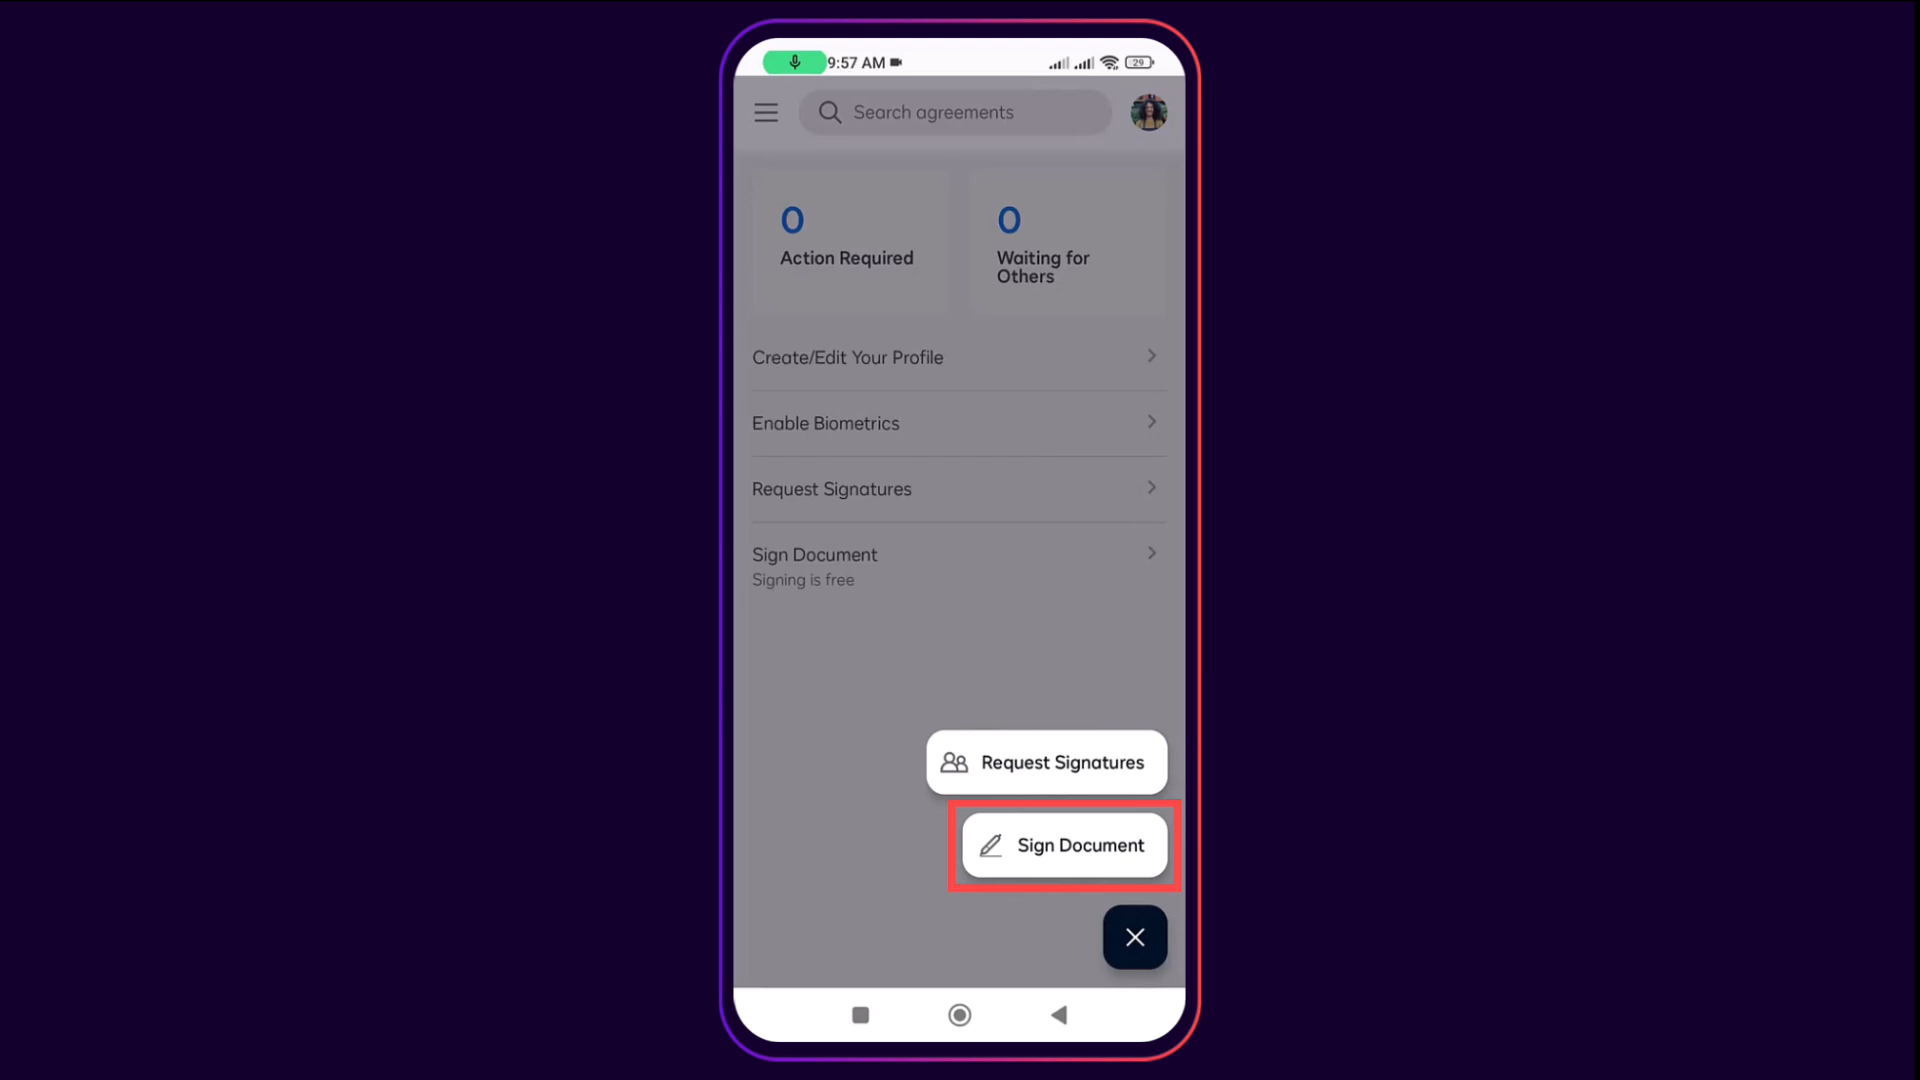 9:57 AM
29
Search agreements
0
Action Required
0
Waiting for
Others
Create/Edit Your Profile
Enable Biometrics
Request Signatures
Sign Document
Signing is free
Request Signatures
Sign Document